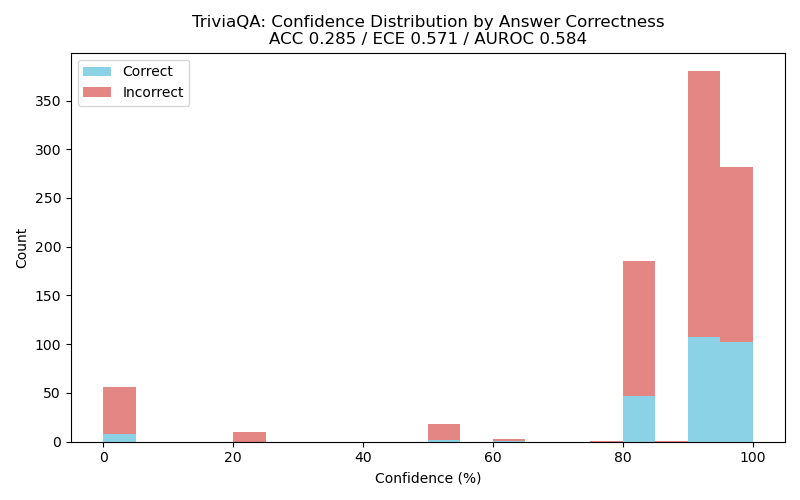 TriviaQA: Confidence Distribution by Answer Correctness
ACC 0.285 / ECE 0.571 / AUROC 0.584
Correct
Incorrect
350
300
250
200
150
100
50
0
Count
0 20 40 60 80 100
Confidence (%)